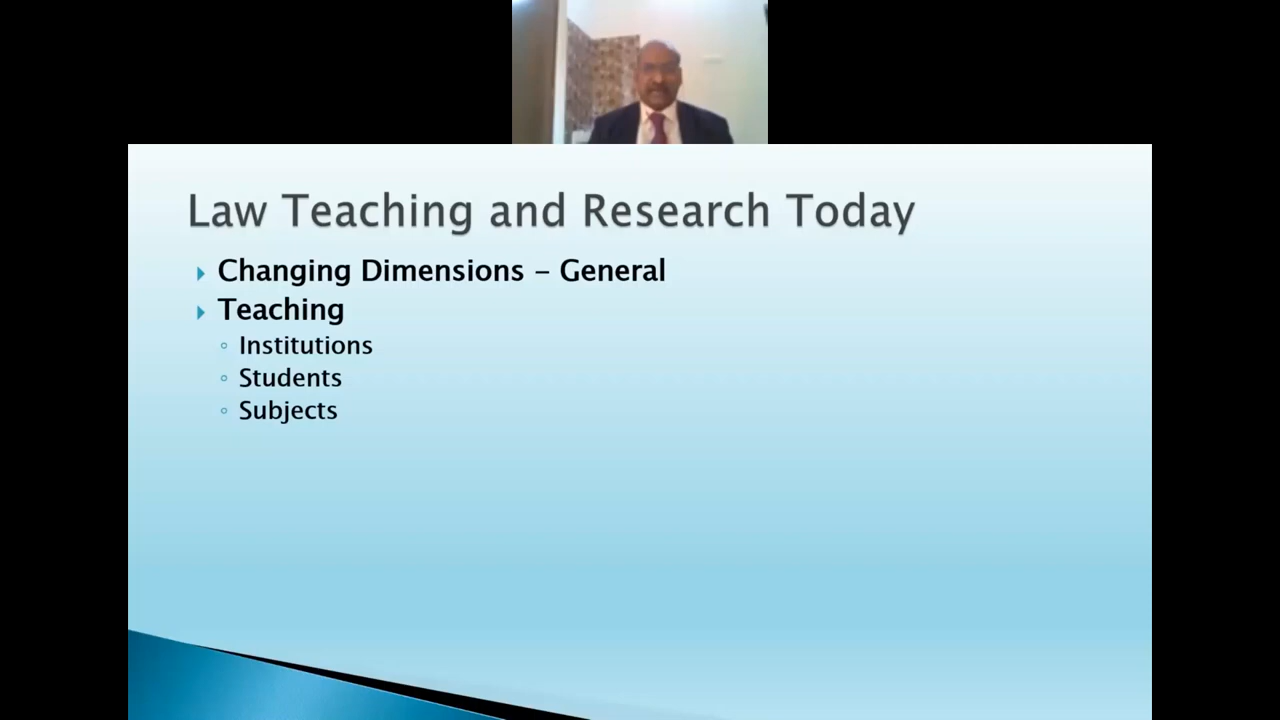 Law Teaching and Research Today
Changing Dimensions – General
Teaching
Institutions
Students
Subjects